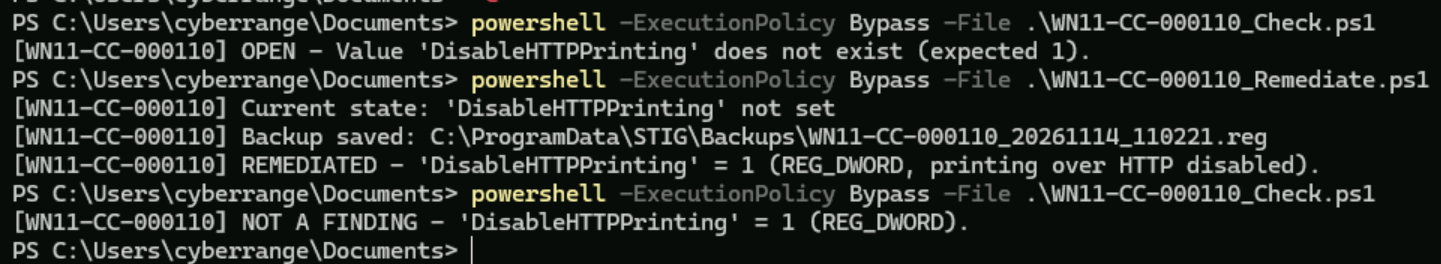 PS C:\Users\cyberrange\Documents> powershell -ExecutionPolicy Bypass -File .\WN11-CC-000110_Check.ps1
[WN11-CC-000110] OPEN - Value 'DisableHTTPPrinting' does not exist (expected 1).
PS C:\Users\cyberrange\Documents> powershell -ExecutionPolicy Bypass -File .\WN11-CC-000110_Remediate.ps1
[WN11-CC-000110] Current state: 'DisableHTTPPrinting' not set
[WN11-CC-000110] Backup saved: C:\ProgramData\STIG\Backups\WN11-CC-000110_20261114_110221.reg
[WN11-CC-000110] REMEDIATED - 'DisableHTTPPrinting' = 1 (REG_DWORD, printing over HTTP disabled).
PS C:\Users\cyberrange\Documents> powershell -ExecutionPolicy Bypass -File .\WN11-CC-000110_Check.ps1
[WN11-CC-000110] NOT A FINDING - 'DisableHTTPPrinting' = 1 (REG_DWORD).
PS C:\Users\cyberrange\Documents>